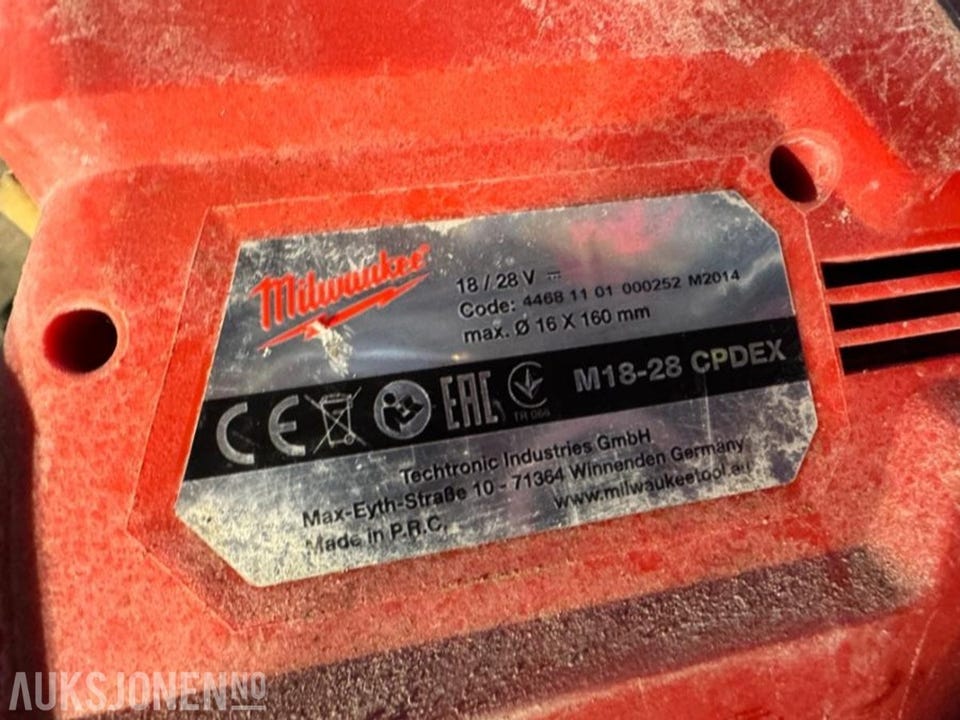 Milwaukee
18 / 28 V ⎓
Code: 4468 11 01 000252 M2014
max. Ø 16 X 160 mm
CE EAC TR 066 M18-28 CPDEX
Techtronic Industries GmbH
Max-Eyth-Straße 10 - 71364 Winnenden Germany
www.milwaukeetool.eu
Made in P.R.C.
AUKSJONEN NO